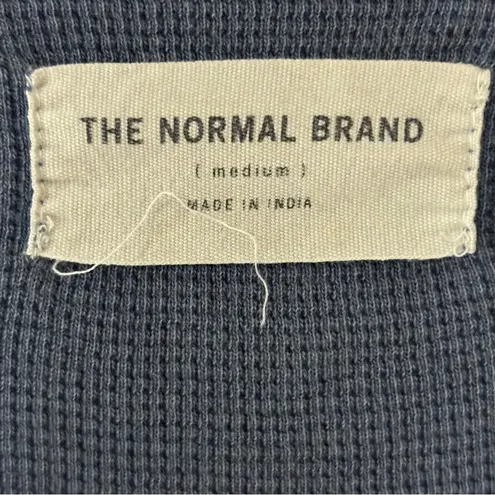 THE NORMAL BRAND
( medium )
MADE IN INDIA